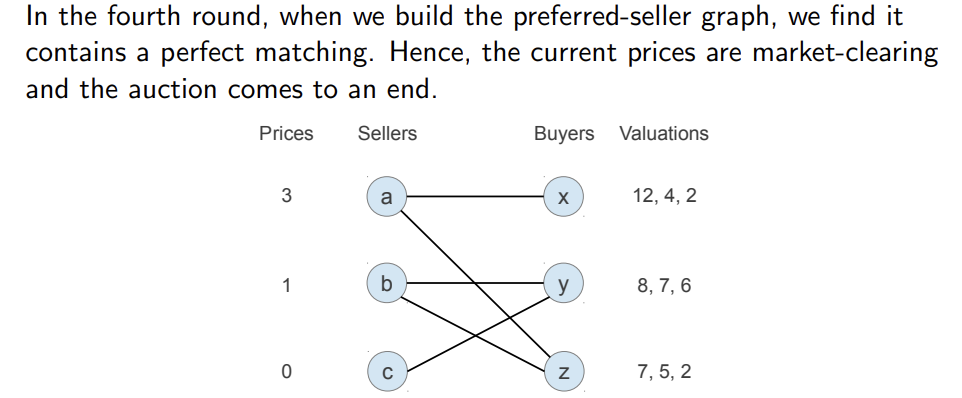 In the fourth round, when we build the preferred-seller graph, we find it
contains a perfect matching. Hence, the current prices are market-clearing
and the auction comes to an end.
Prices Sellers Buyers Valuations
3 a x 12, 4, 2
1 b y 8, 7, 6
0 c z 7, 5, 2